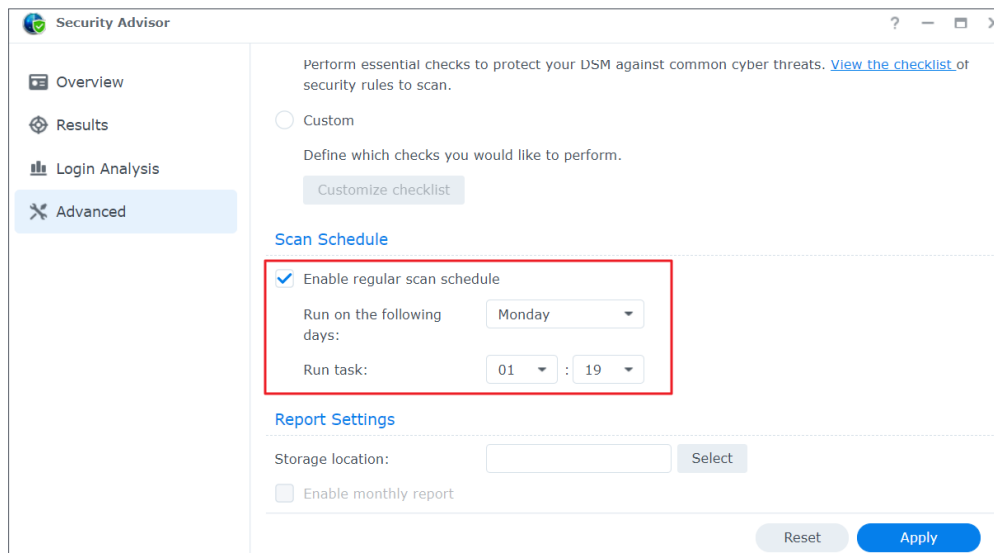 Security Advisor
?
Overview
Results
Login Analysis
Advanced
Perform essential checks to protect your DSM against common cyber threats. View the checklist of
security rules to scan.
Custom
Define which checks you would like to perform.
Customize checklist
Scan Schedule
Enable regular scan schedule
Run on the following
days:
Monday
Run task:
01 : 19
Report Settings
Storage location:
Select
Enable monthly report
Reset
Apply